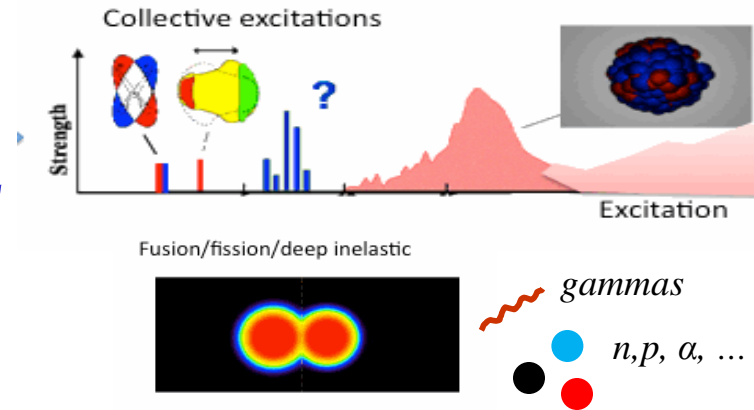 Collective excitations
?
Strength
Excitation
Fusion/fission/deep inelastic
gammas
n,p, α, ...